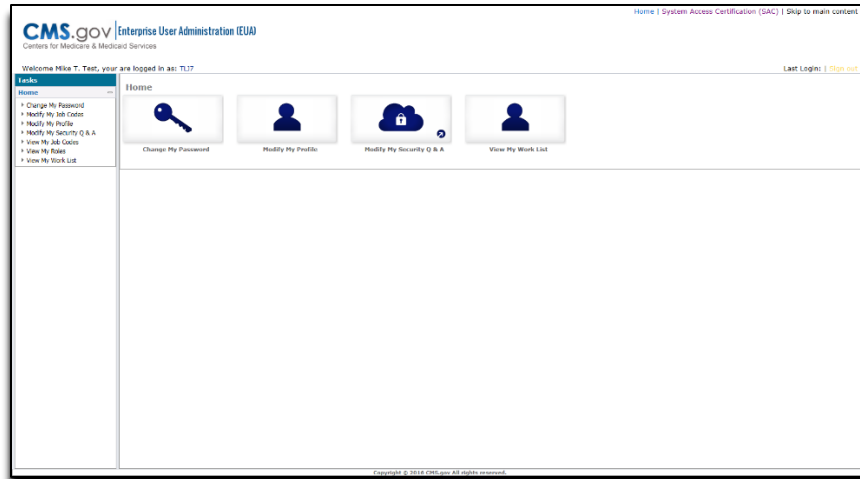 Home | System Access Certification (SAC) | Skip to main content
CMS.gov Enterprise User Administration (EUA)
Centers for Medicare & Medicaid Services
Welcome Mike T. Test, your are logged in as: TLI7
Last Login: | Sign out
Tasks
Home
Change My Password
Modify My Job Codes
Modify My Profile
Modify My Security Q & A
View My Job Codes
View My Roles
View My Work List
Home
Change My Password
Modify My Profile
Modify My Security Q & A
View My Work List
Copyright © 2016 CMS.gov All rights reserved.